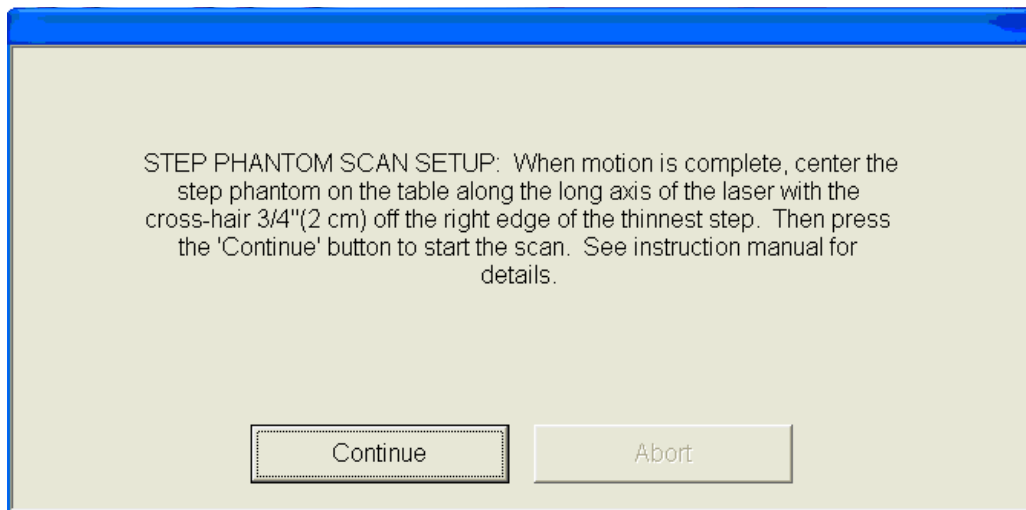 STEP PHANTOM SCAN SETUP:  When motion is complete, center the
step phantom on the table along the long axis of the laser with the
cross-hair 3/4"(2 cm) off the right edge of the thinnest step.  Then press
the 'Continue' button to start the scan.  See instruction manual for
details.
Continue
Abort